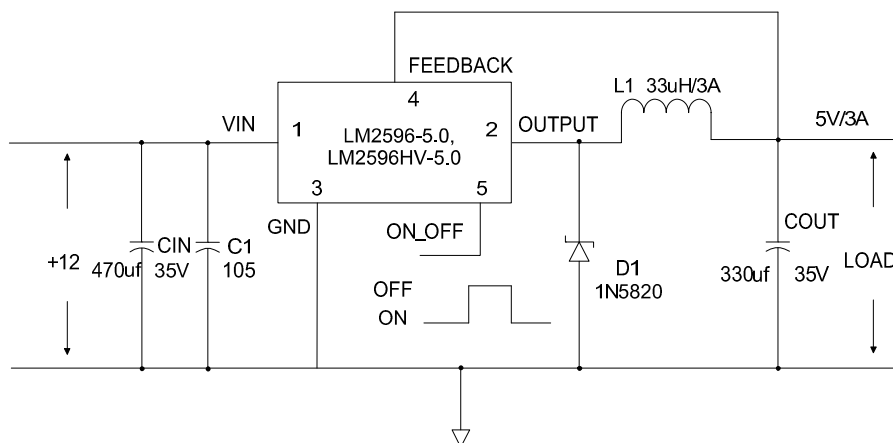 FEEDBACK
4
L1 33uH/3A
VIN
1
LM2596-5.0,
LM2596HV-5.0
2
OUTPUT
5V/3A
3
5
GND
ON_OFF
+12
CIN
470uf 35V
C1
105
OFF
ON
D1
1N5820
COUT
330uf 35V
LOAD